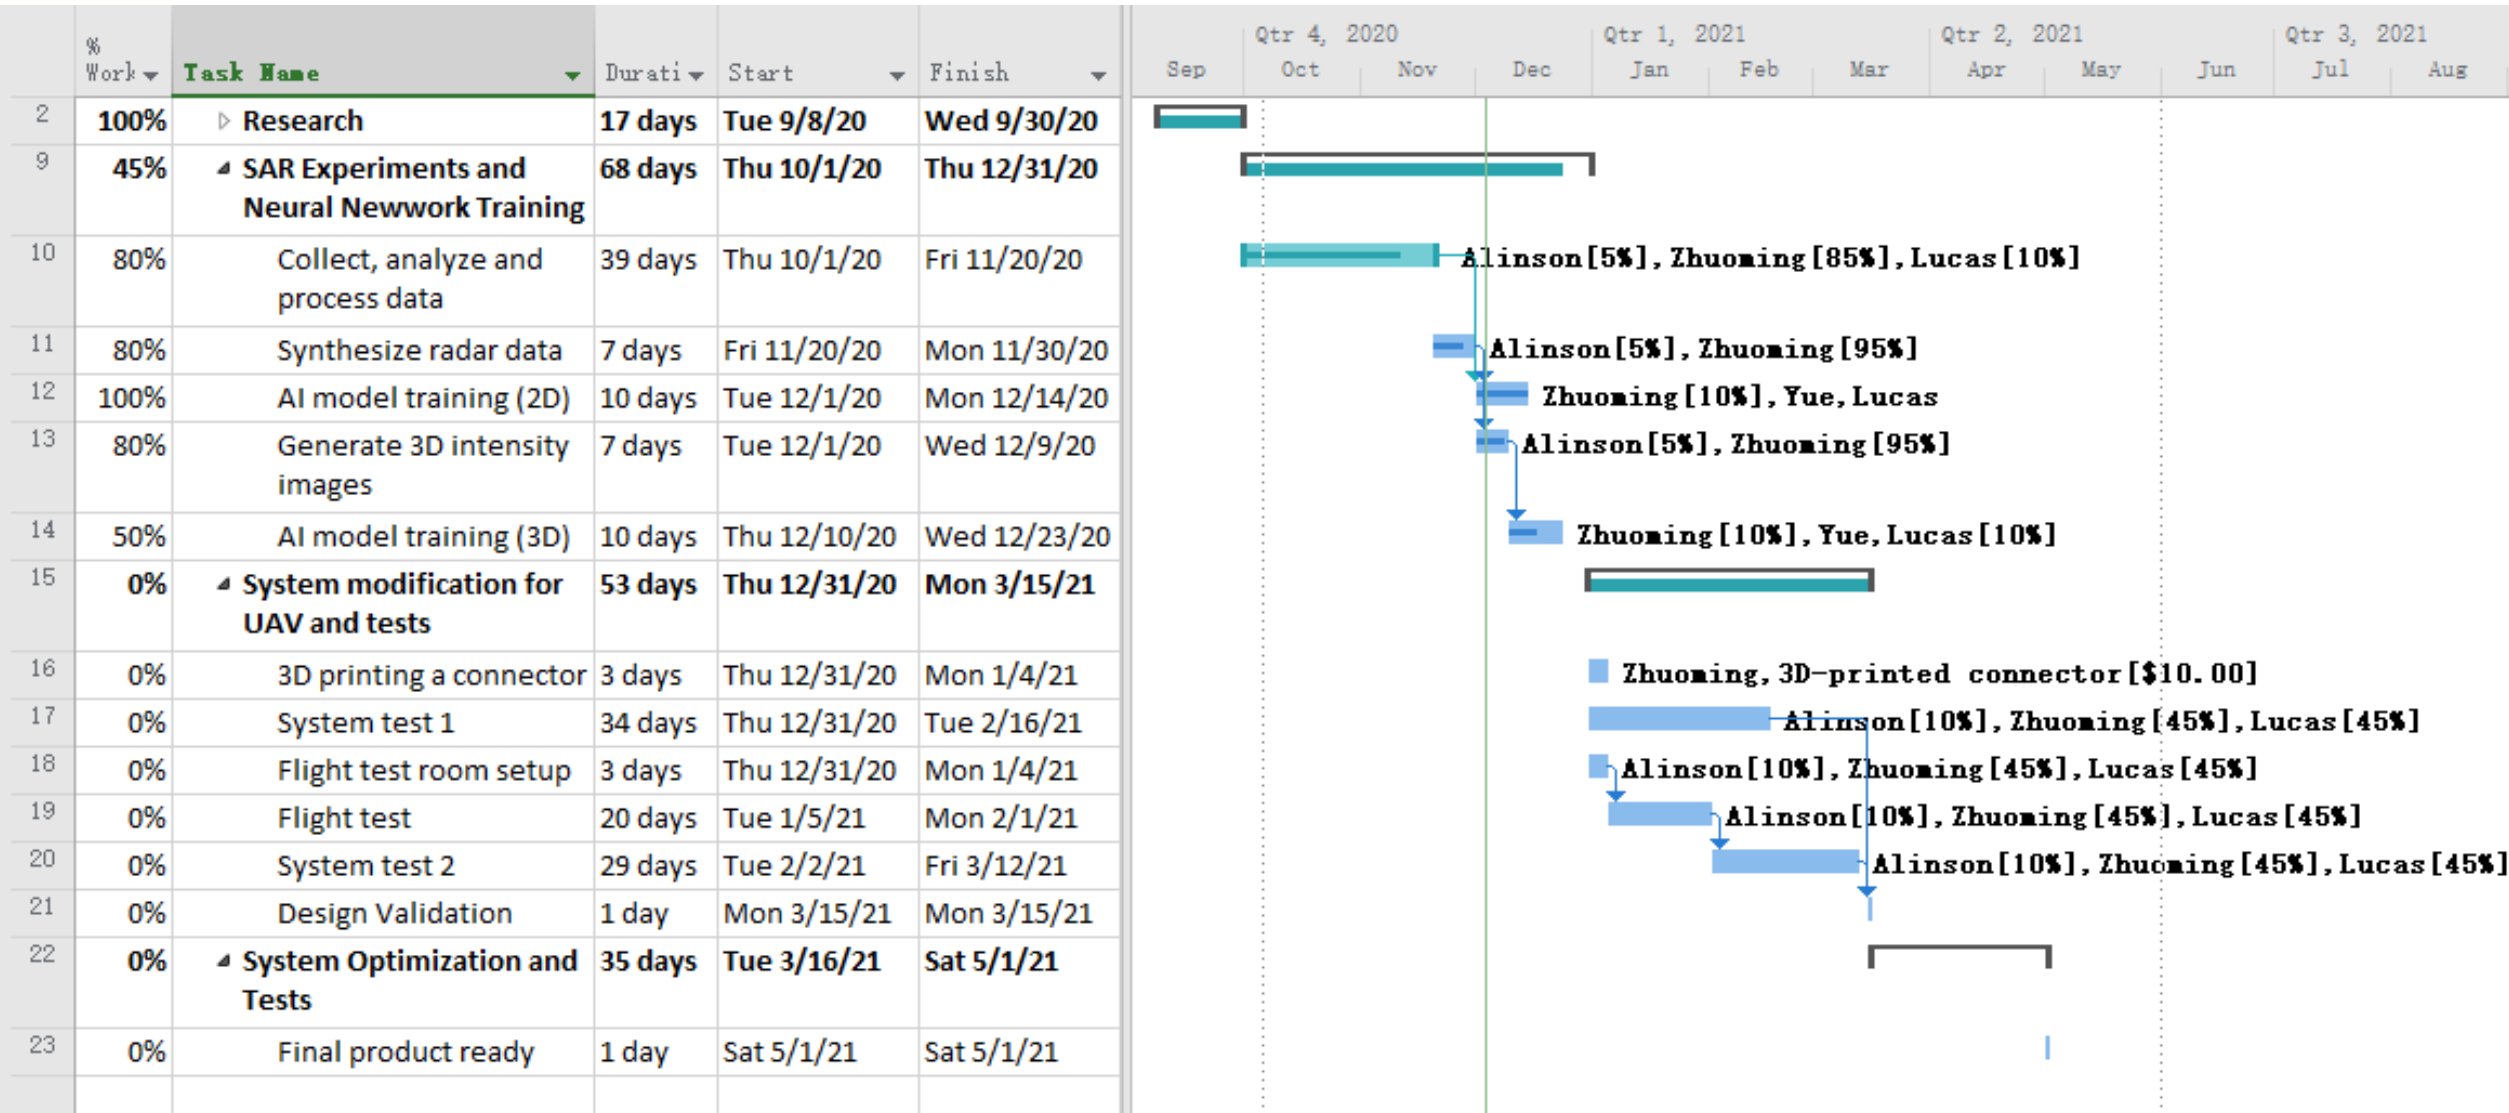 Qtr 4, 2020 Qtr 1, 2021 Qtr 2, 2021 Qtr 3, 2021
%
Work Task Name Durati Start Finish Sep Oct Nov Dec Jan Feb Mar Apr May Jun Jul Aug
2 100% Research 17 days Tue 9/8/20 Wed 9/30/20
9 45% SAR Experiments and 68 days Thu 10/1/20 Thu 12/31/20
Neural Newwork Training
10 80% Collect, analyze and 39 days Thu 10/1/20 Fri 11/20/20 Alinson[5%],Zhuoming[85%],Lucas[10%]
process data
11 80% Synthesize radar data 7 days Fri 11/20/20 Mon 11/30/20 Alinson[5%],Zhuoming[95%]
12 100% AI model training (2D) 10 days Tue 12/1/20 Mon 12/14/20 Zhuoming[10%],Yue,Lucas
13 80% Generate 3D intensity 7 days Tue 12/1/20 Wed 12/9/20 Alinson[5%],Zhuoming[95%]
images
14 50% AI model training (3D) 10 days Thu 12/10/20 Wed 12/23/20 Zhuoming[10%],Yue,Lucas[10%]
15 0% System modification for 53 days Thu 12/31/20 Mon 3/15/21
UAV and tests
16 0% 3D printing a connector 3 days Thu 12/31/20 Mon 1/4/21 Zhuoming,3D-printed connector[$10.00]
17 0% System test 1 34 days Thu 12/31/20 Tue 2/16/21 Alinson[10%],Zhuoming[45%],Lucas[45%]
18 0% Flight test room setup 3 days Thu 12/31/20 Mon 1/4/21 Alinson[10%],Zhuoming[45%],Lucas[45%]
19 0% Flight test 20 days Tue 1/5/21 Mon 2/1/21 Alinson[10%],Zhuoming[45%],Lucas[45%]
20 0% System test 2 29 days Tue 2/2/21 Fri 3/12/21 Alinson[10%],Zhuoming[45%],Lucas[45%]
21 0% Design Validation 1 day Mon 3/15/21 Mon 3/15/21
22 0% System Optimization and 35 days Tue 3/16/21 Sat 5/1/21
Tests
23 0% Final product ready 1 day Sat 5/1/21 Sat 5/1/21